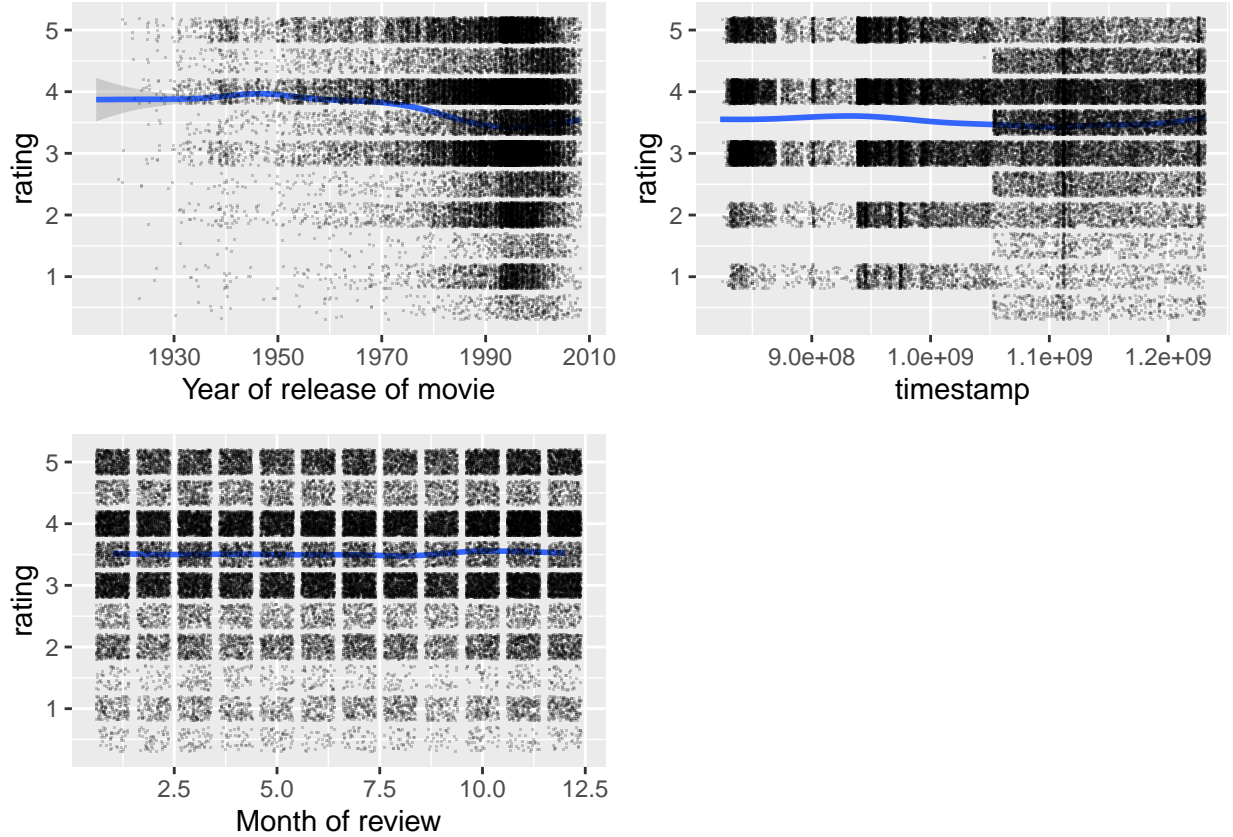 5
4
3
2
1
rating
1930 1950 1970 1990 2010
Year of release of movie
5
4
3
2
1
rating
9.0e+08 1.0e+09 1.1e+09 1.2e+09
timestamp
5
4
3
2
1
rating
2.5 5.0 7.5 10.0 12.5
Month of review